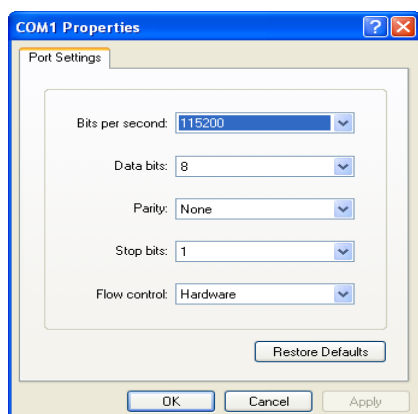 COM1 Properties
Port Settings
Bits per second: 115200
Data bits: 8
Parity: None
Stop bits: 1
Flow control: Hardware
Restore Defaults
OK Cancel Apply